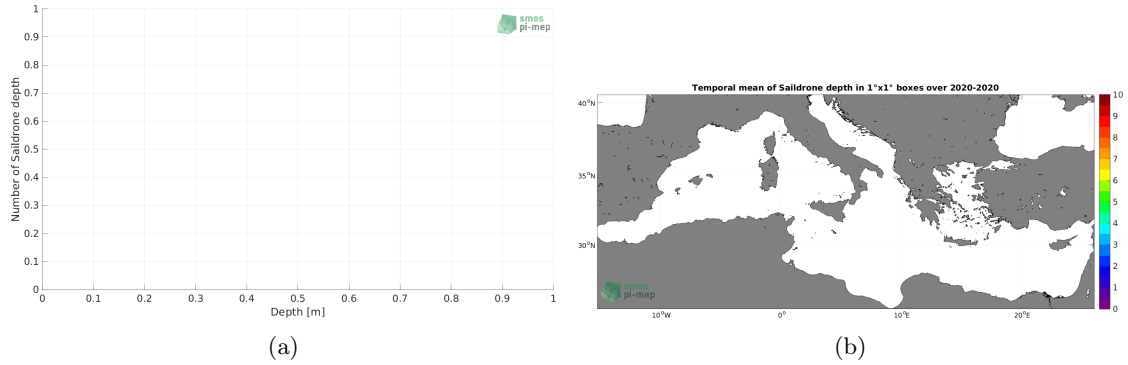 1
0.9
0.8
0.7
0.6
0.5
0.4
0.3
0.2
0.1
0
Number of Saildrone depth
smos
pi-mep
0 0.1 0.2 0.3 0.4 0.5 0.6 0.7 0.8 0.9 1
Depth [m]
(a)
Temporal mean of Saildrone depth in 1°x1° boxes over 2020-2020
40°N
35°N
30°N
smos
pi-mep
10°W 0° 10°E 20°E
10
9
8
7
6
5
4
3
2
1
0
(b)